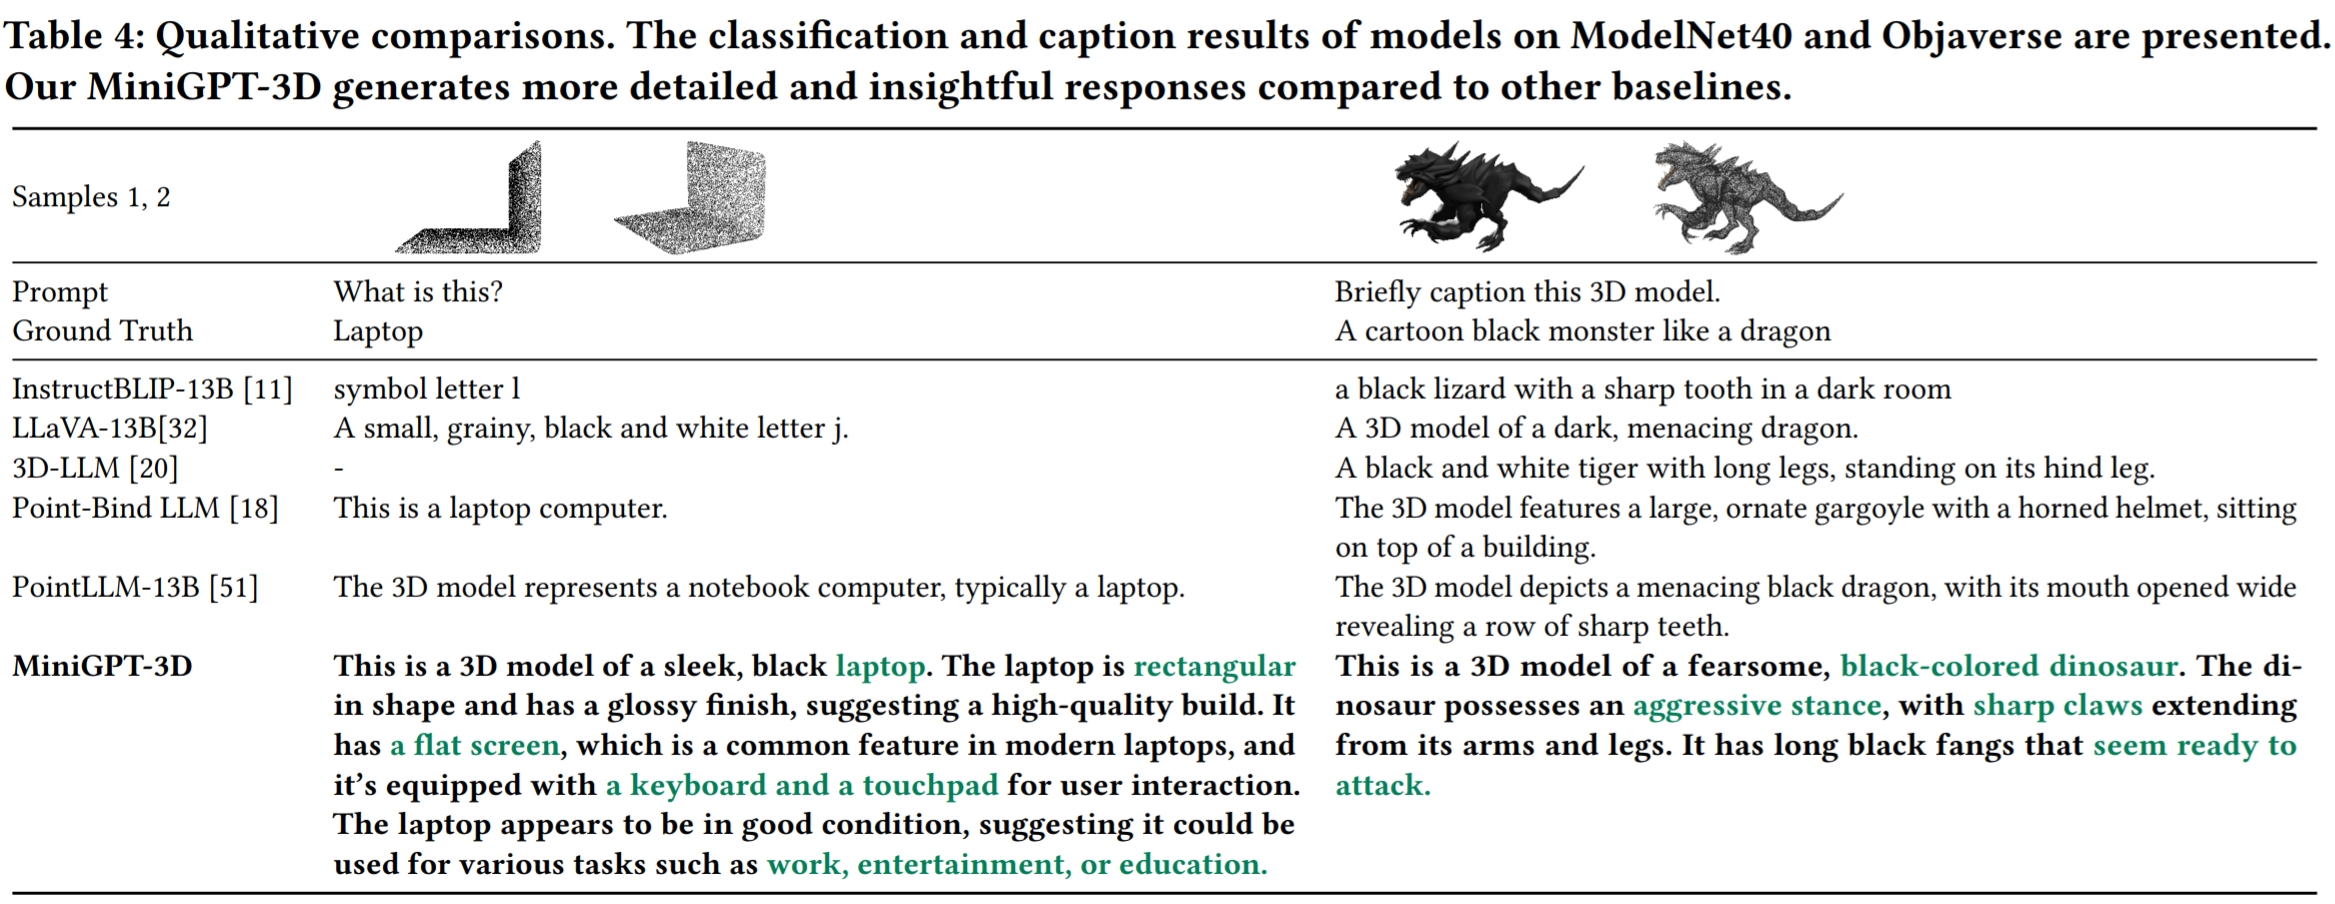 Table 4: Qualitative comparisons. The classification and caption results of models on ModelNet40 and Objaverse are presented.
Our MiniGPT-3D generates more detailed and insightful responses compared to other baselines.
Samples 1, 2
Prompt What is this? Briefly caption this 3D model.
Ground Truth Laptop A cartoon black monster like a dragon
InstructBLIP-13B [11] symbol letter l a black lizard with a sharp tooth in a dark room
LLaVA-13B[32] A small, grainy, black and white letter j. A 3D model of a dark, menacing dragon.
3D-LLM [20] - A black and white tiger with long legs, standing on its hind leg.
Point-Bind LLM [18] This is a laptop computer. The 3D model features a large, ornate gargoyle with a horned helmet, sitting
on top of a building.
PointLLM-13B [51] The 3D model represents a notebook computer, typically a laptop. The 3D model depicts a menacing black dragon, with its mouth opened wide
revealing a row of sharp teeth.
MiniGPT-3D This is a 3D model of a sleek, black laptop. The laptop is rectangular This is a 3D model of a fearsome, black-colored dinosaur. The di-
in shape and has a glossy finish, suggesting a high-quality build. It nosaur possesses an aggressive stance, with sharp claws extending
has a flat screen, which is a common feature in modern laptops, and from its arms and legs. It has long black fangs that seem ready to
it's equipped with a keyboard and a touchpad for user interaction. attack.
The laptop appears to be in good condition, suggesting it could be
used for various tasks such as work, entertainment, or education.